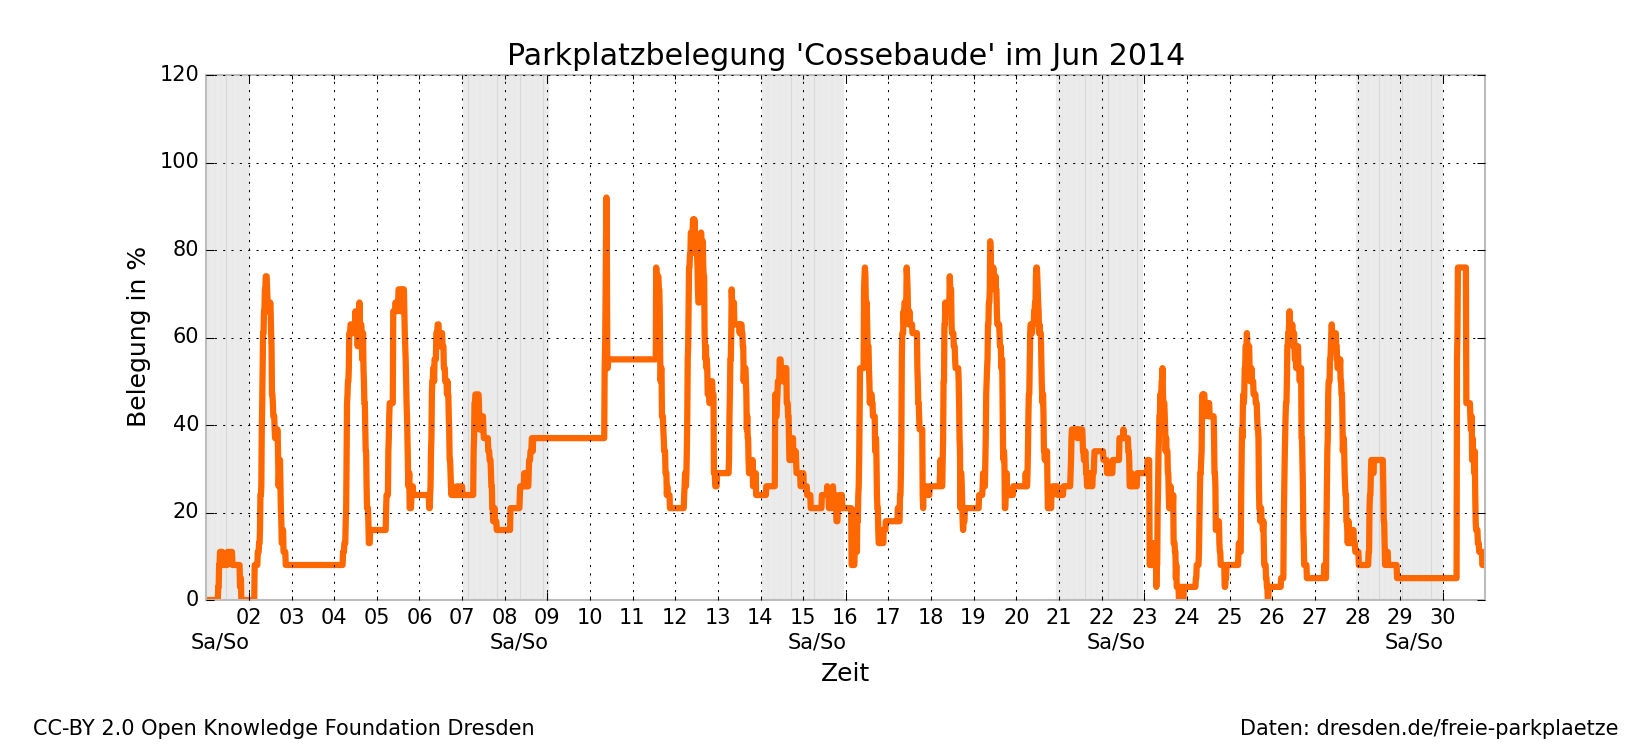 Parkplatzbelegung 'Cossebaude' im Jun 2014
120
100
80
60
40
20
0
Belegung in %
02 03 04 05 06 07 08 09 10 11 12 13 14 15 16 17 18 19 20 21 22 23 24 25 26 27 28 29 30
Sa/So Sa/So Sa/So Sa/So Sa/So
Zeit
CC-BY 2.0 Open Knowledge Foundation Dresden
Daten: dresden.de/freie-parkplaetze